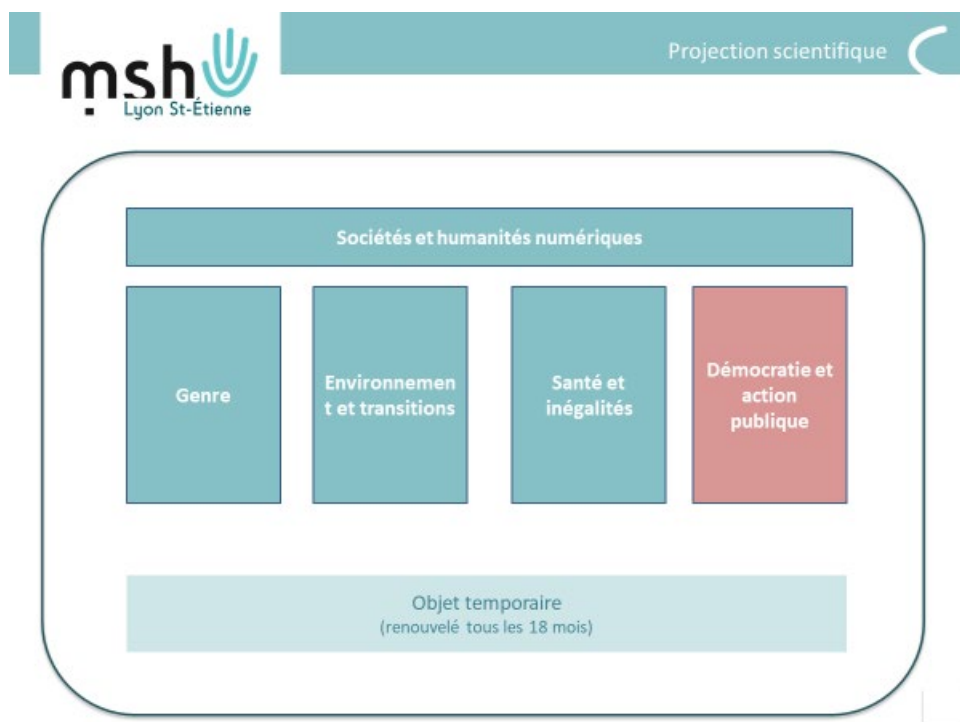 Projection scientifique
msh
Lyon St-Étienne
Sociétés et humanités numériques
Genre
Environnemen
t et transitions
Santé et
inégalités
Démocratie et
action
publique
Objet temporaire
(renouvelé tous les 18 mois)